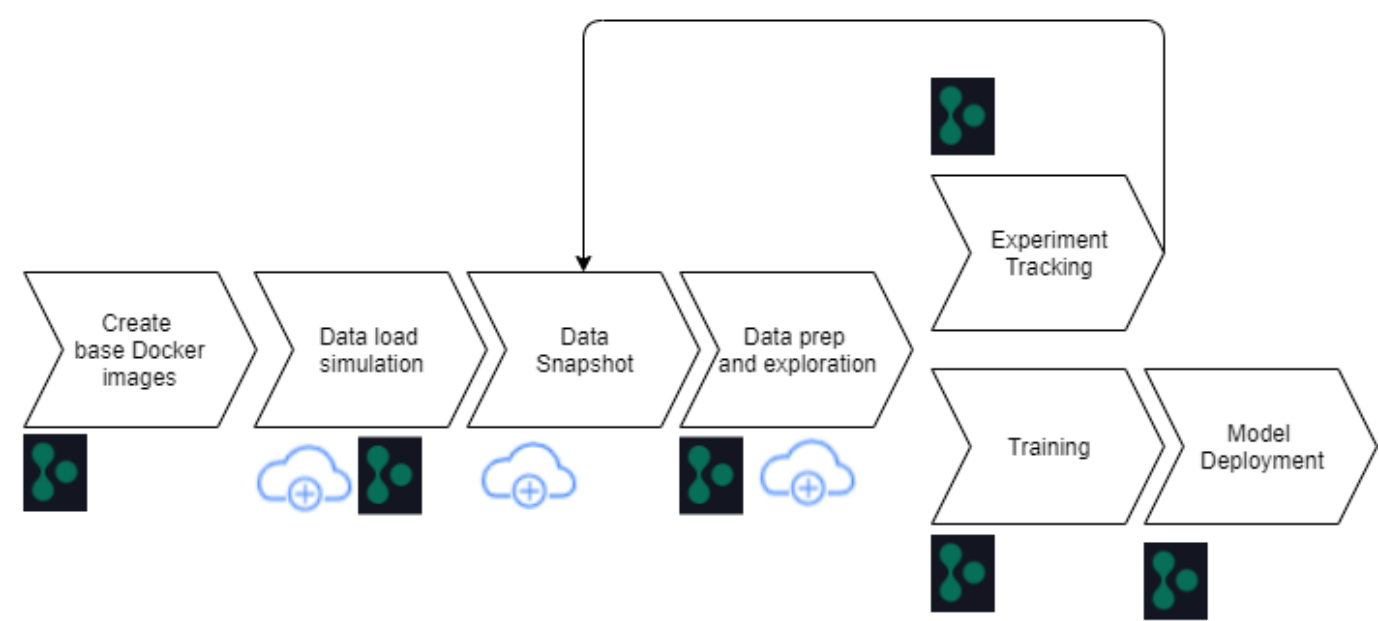 Experiment
Tracking
Create
base Docker
images
Data load
simulation
Data
Snapshot
Data prep
and exploration
Training
Model
Deployment